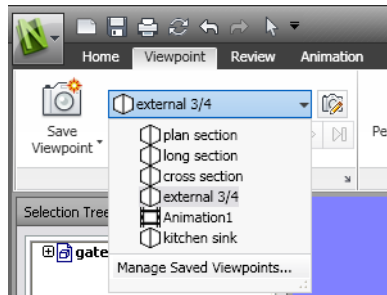 Home Viewpoint Review Animation
external 3/4
Save
Viewpoint
plan section
long section
cross section
external 3/4
Animation1
kitchen sink
Manage Saved Viewpoints...
Pe
Selection Tree
gate